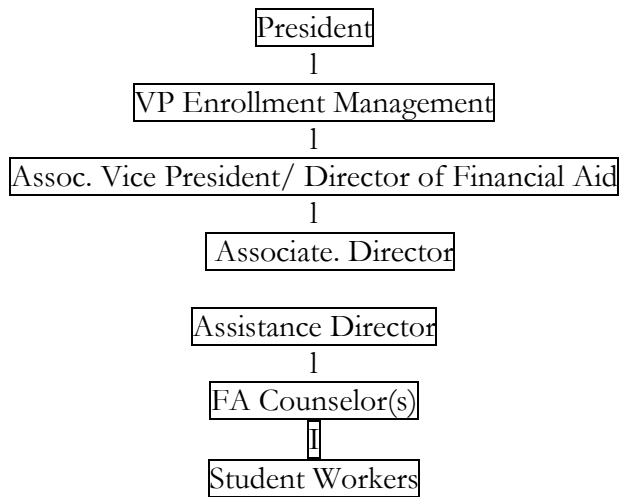 President
l
VP Enrollment Management
l
Assoc. Vice President/ Director of Financial Aid
l
Associate. Director
Assistance Director
l
FA Counselor(s)
I
Student Workers